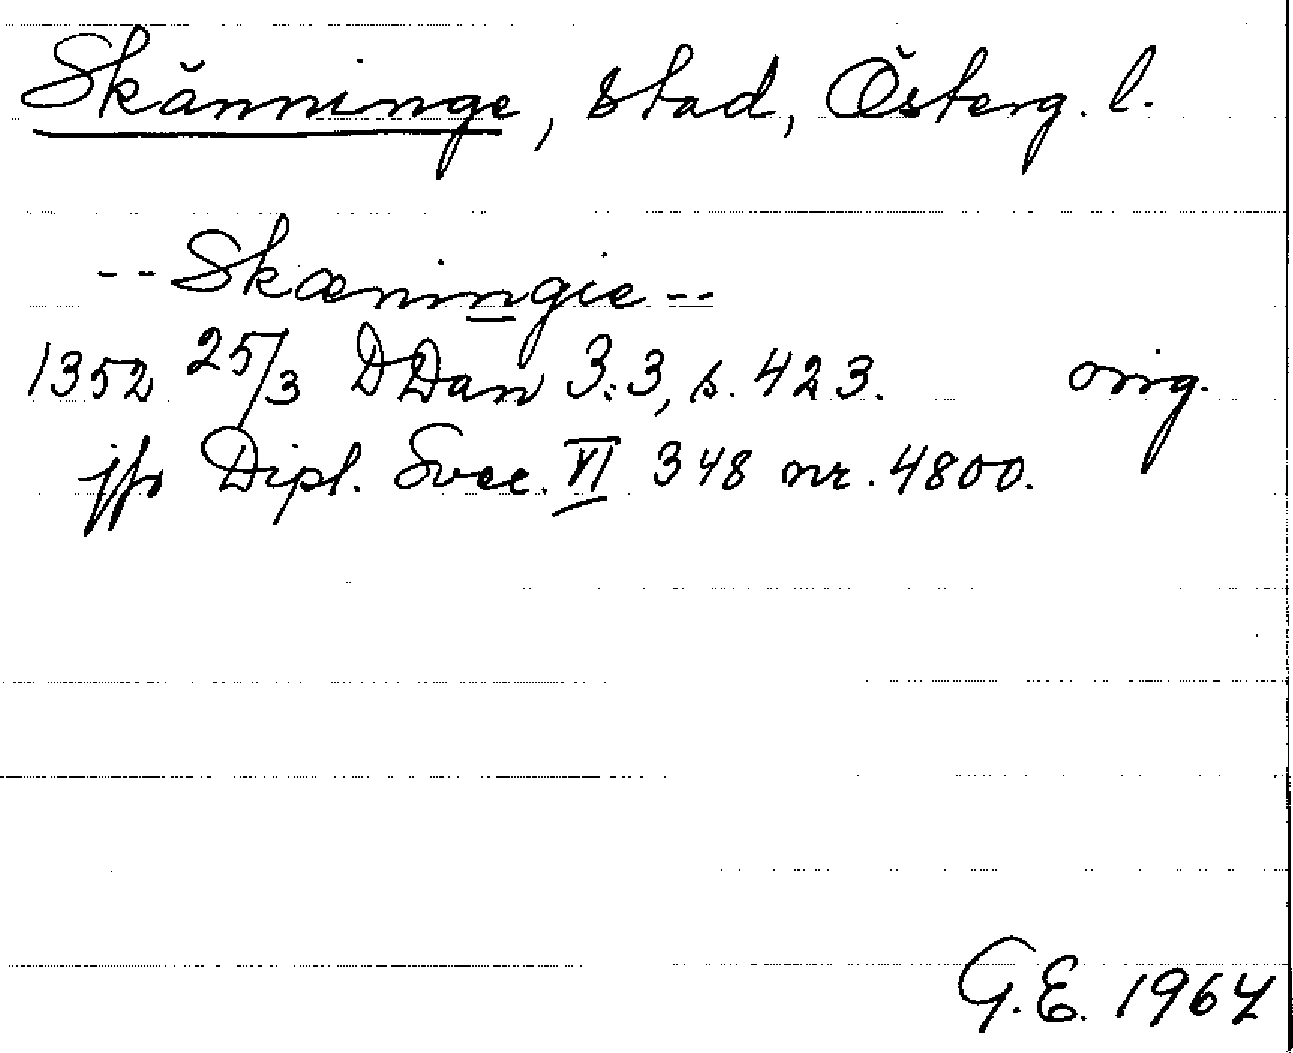 Skänninge, stad, Österg. l.
-- Skæningie --
1352 25/3 DDan 3:3, s. 423. orig.
jfr Dipl. Svec. VI 348 nr. 4800.
G.E. 1964